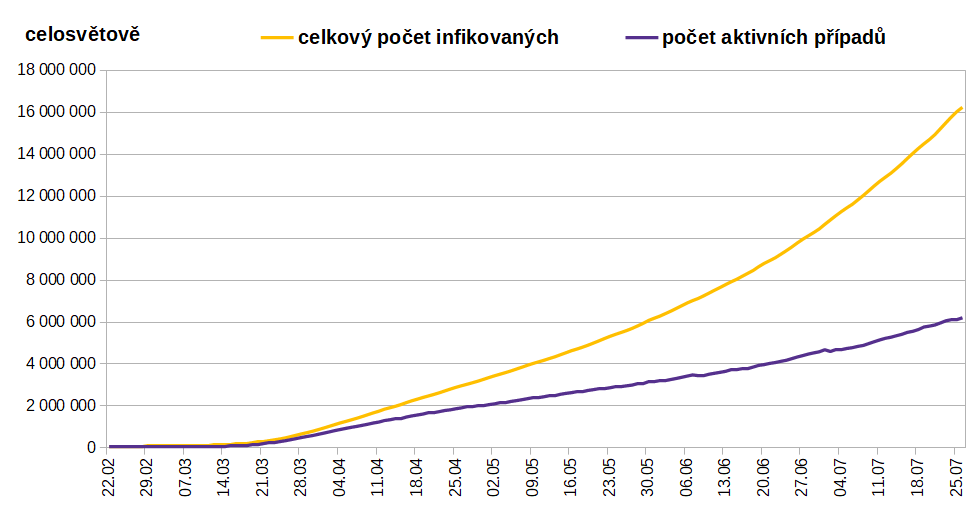 celosvětově
celkový počet infikovaných
počet aktivních případů
18 000 000
16 000 000
14 000 000
12 000 000
10 000 000
8 000 000
6 000 000
4 000 000
2 000 000
0
22.02
29.02
07.03
14.03
21.03
28.03
04.04
11.04
18.04
25.04
02.05
09.05
16.05
23.05
30.05
06.06
13.06
20.06
27.06
04.07
11.07
18.07
25.07